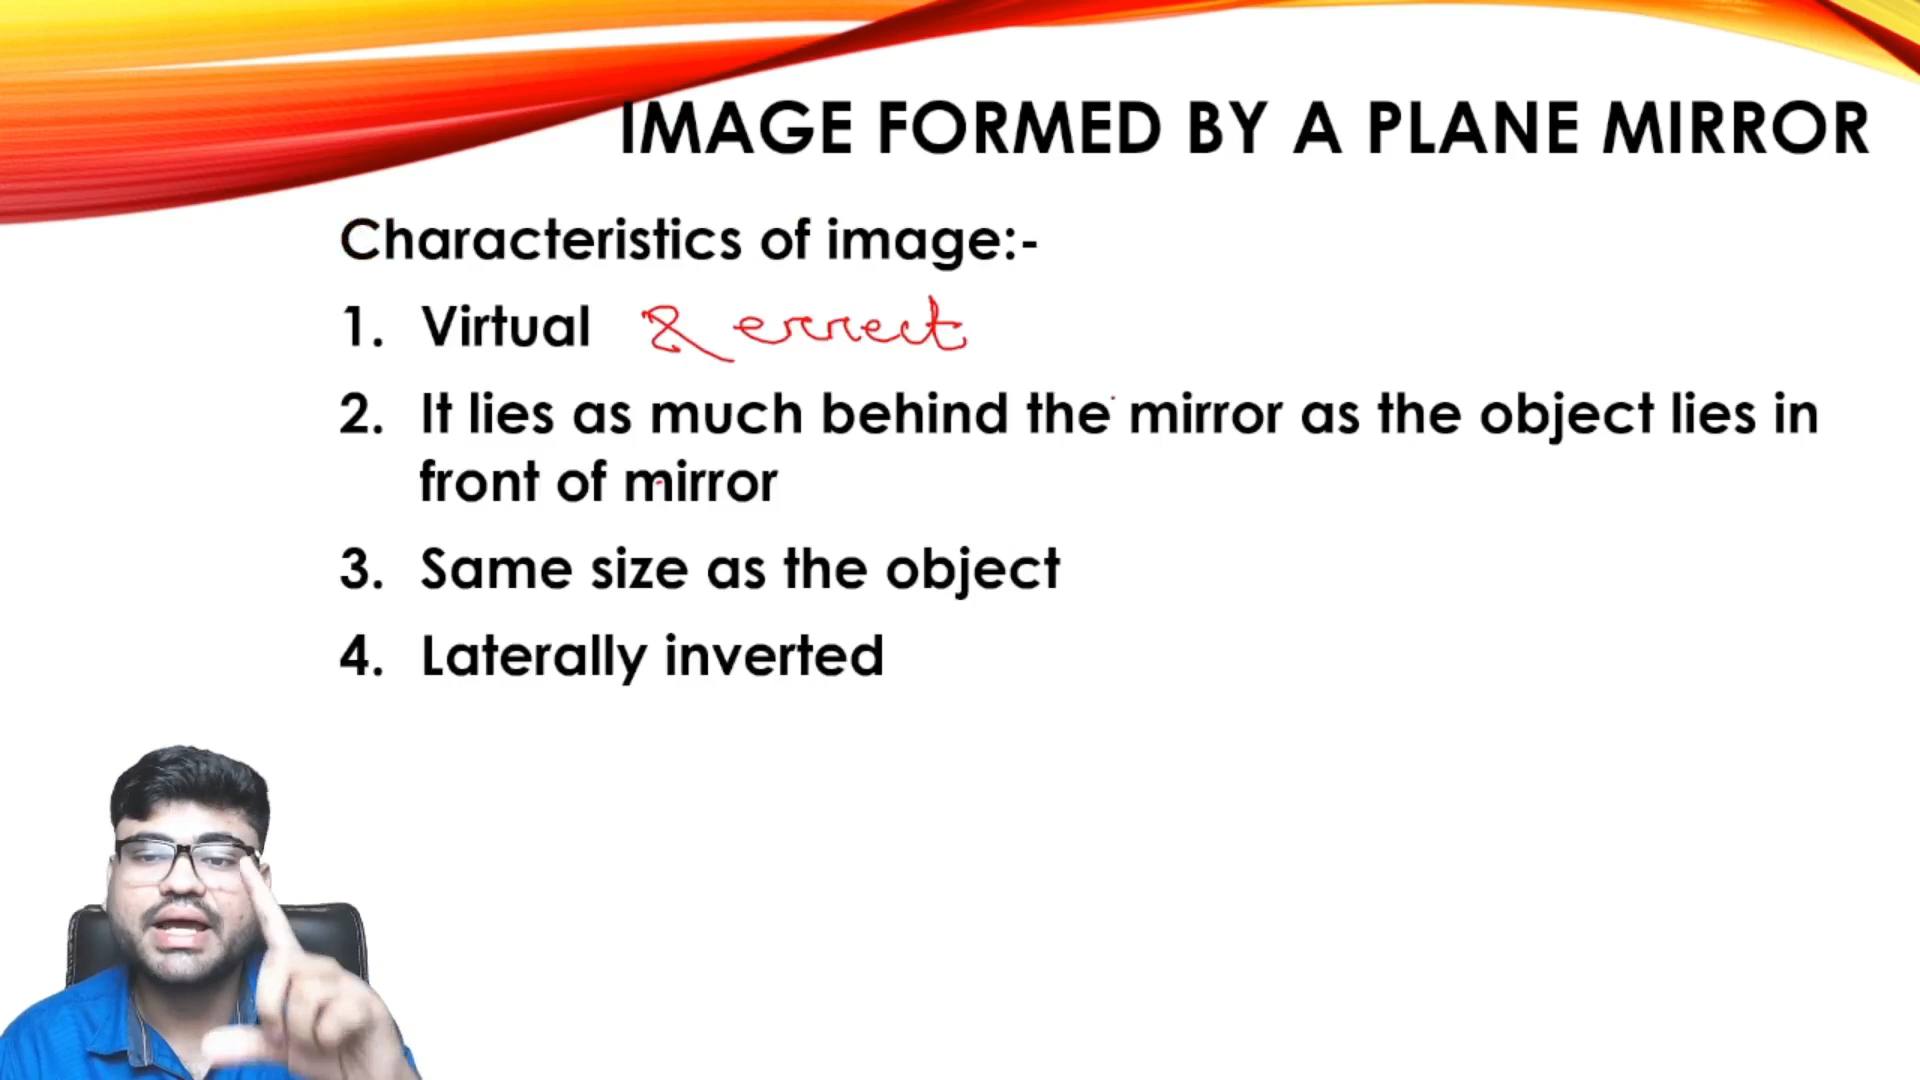 IMAGE FORMED BY A PLANE MIRROR
Characteristics of image:-
1. Virtual & errect
2. It lies as much behind the mirror as the object lies in
front of mirror
3. Same size as the object
4. Laterally inverted